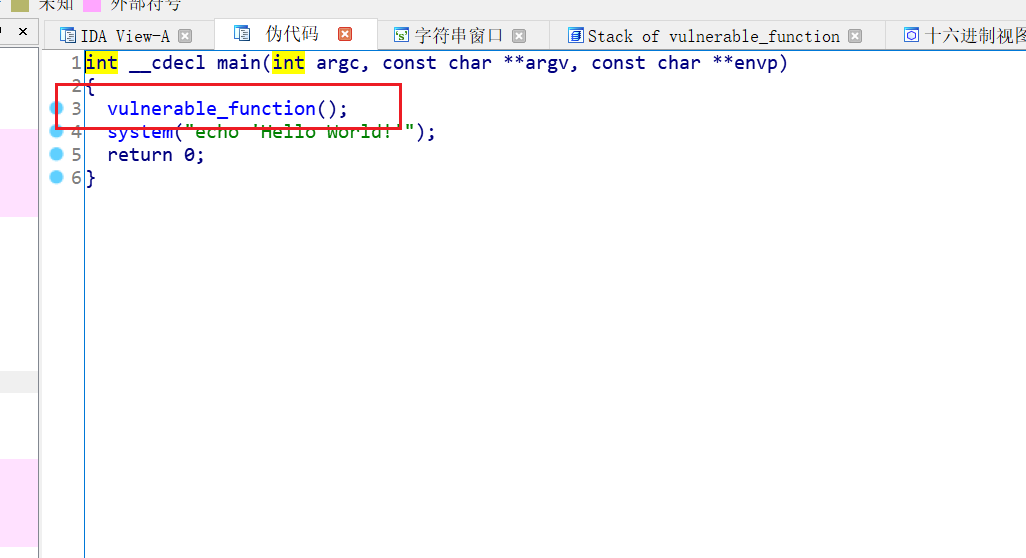 未知 外部符号
IDA View-A 伪代码 字符串窗口 Stack of vulnerable_function 十六进制视图
1 int __cdecl main(int argc, const char **argv, const char **envp)
2 {
3 vulnerable_function();
4 system("echo 'Hello World!'");
5 return 0;
6 }